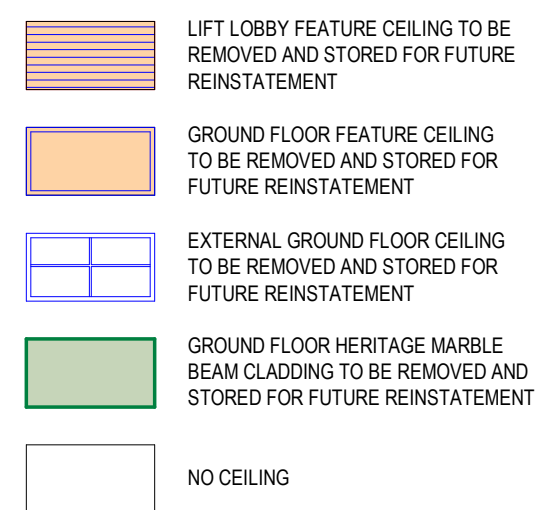 LIFT LOBBY FEATURE CEILING TO BE
REMOVED AND STORED FOR FUTURE
REINSTATEMENT
GROUND FLOOR FEATURE CEILING
TO BE REMOVED AND STORED FOR
FUTURE REINSTATEMENT
EXTERNAL GROUND FLOOR CEILING
TO BE REMOVED AND STORED FOR
FUTURE REINSTATEMENT
GROUND FLOOR HERITAGE MARBLE
BEAM CLADDING TO BE REMOVED AND
STORED FOR FUTURE REINSTATEMENT
NO CEILING